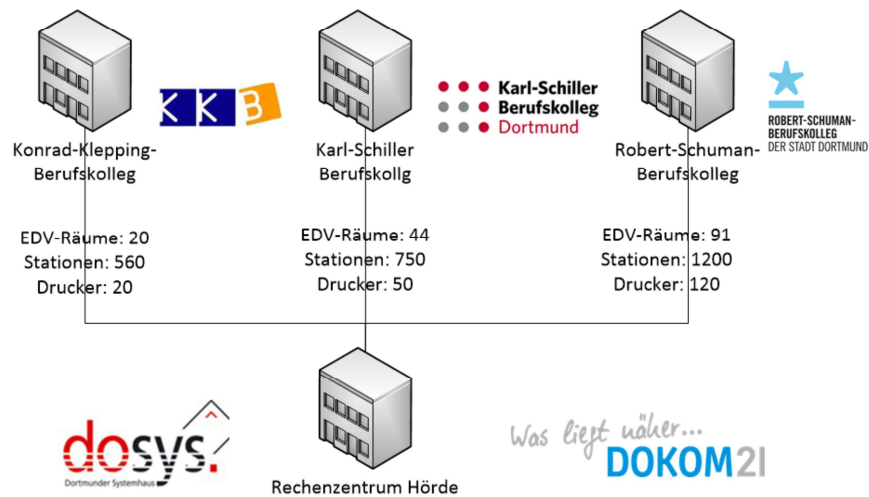 KKB
Karl-Schiller
Berufskolleg
Dortmund
ROBERT-SCHUMAN-
BERUFSKOLLEG
DER STADT DORTMUND
Konrad-Klepping-
Berufskolleg
Karl-Schiller
Berufskollg
Robert-Schuman-
Berufskolleg
EDV-Räume: 20
Stationen: 560
Drucker: 20
EDV-Räume: 44
Stationen: 750
Drucker: 50
EDV-Räume: 91
Stationen: 1200
Drucker: 120
dosys.
Dortmunder Systemhaus
Was liegt näher...
DOKOM21
Rechenzentrum Hörde